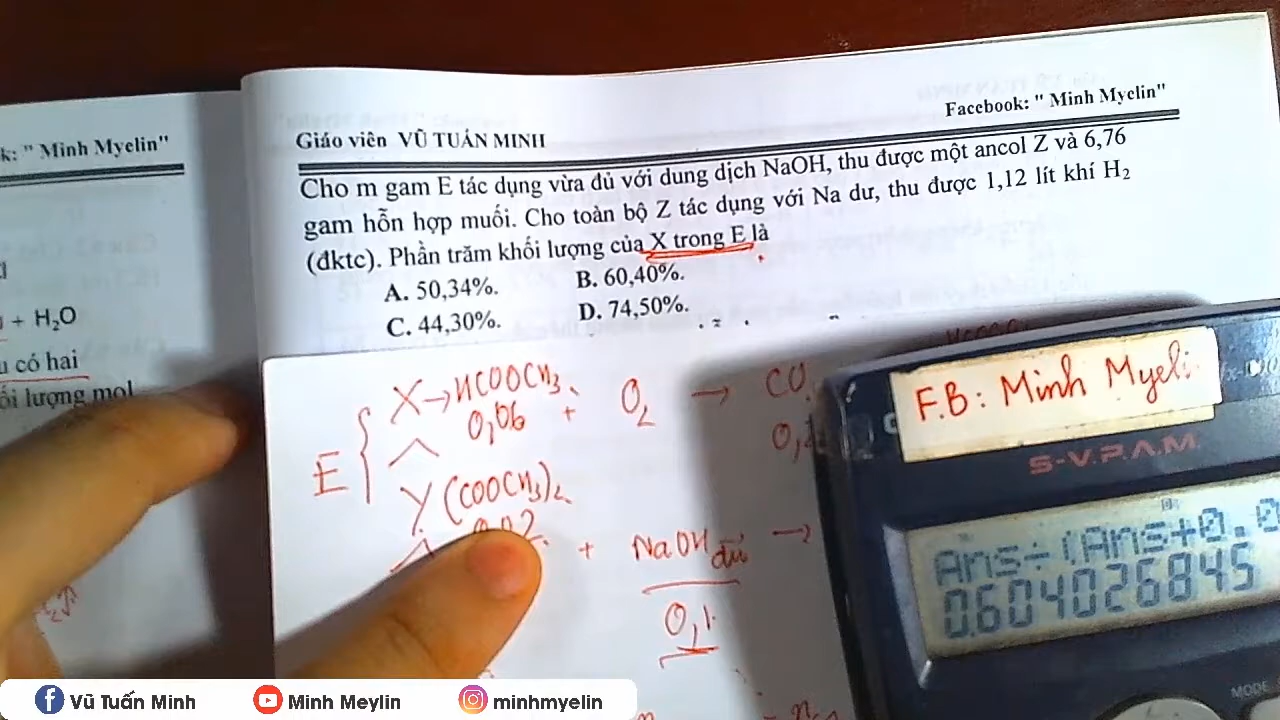 k: " Minh Myelin"
Giáo viên VŨ TUẤN MINH
Facebook: " Minh Myelin"
Cho m gam E tác dụng vừa đủ với dung dịch NaOH, thu được một ancol Z và 6,76
gam hỗn hợp muối. Cho toàn bộ Z tác dụng với Na dư, thu được 1,12 lít khí H2
(đktc). Phần trăm khối lượng của X trong E là
A. 50,34%.
B. 60,40%.
C. 44,30%.
D. 74,50%.
+ H2O
có hai
lượng mol
E
X → HCOOCH3
0,06
+ O2 →
Y (COOCH3)2
+ NaOH đủ →
0,1
F.B: Minh Myeli
S-V.P.A.M.
Ans÷(Ans+0.0
0.604026845
MODE
Vũ Tuấn Minh
Minh Meylin
minhmyelin